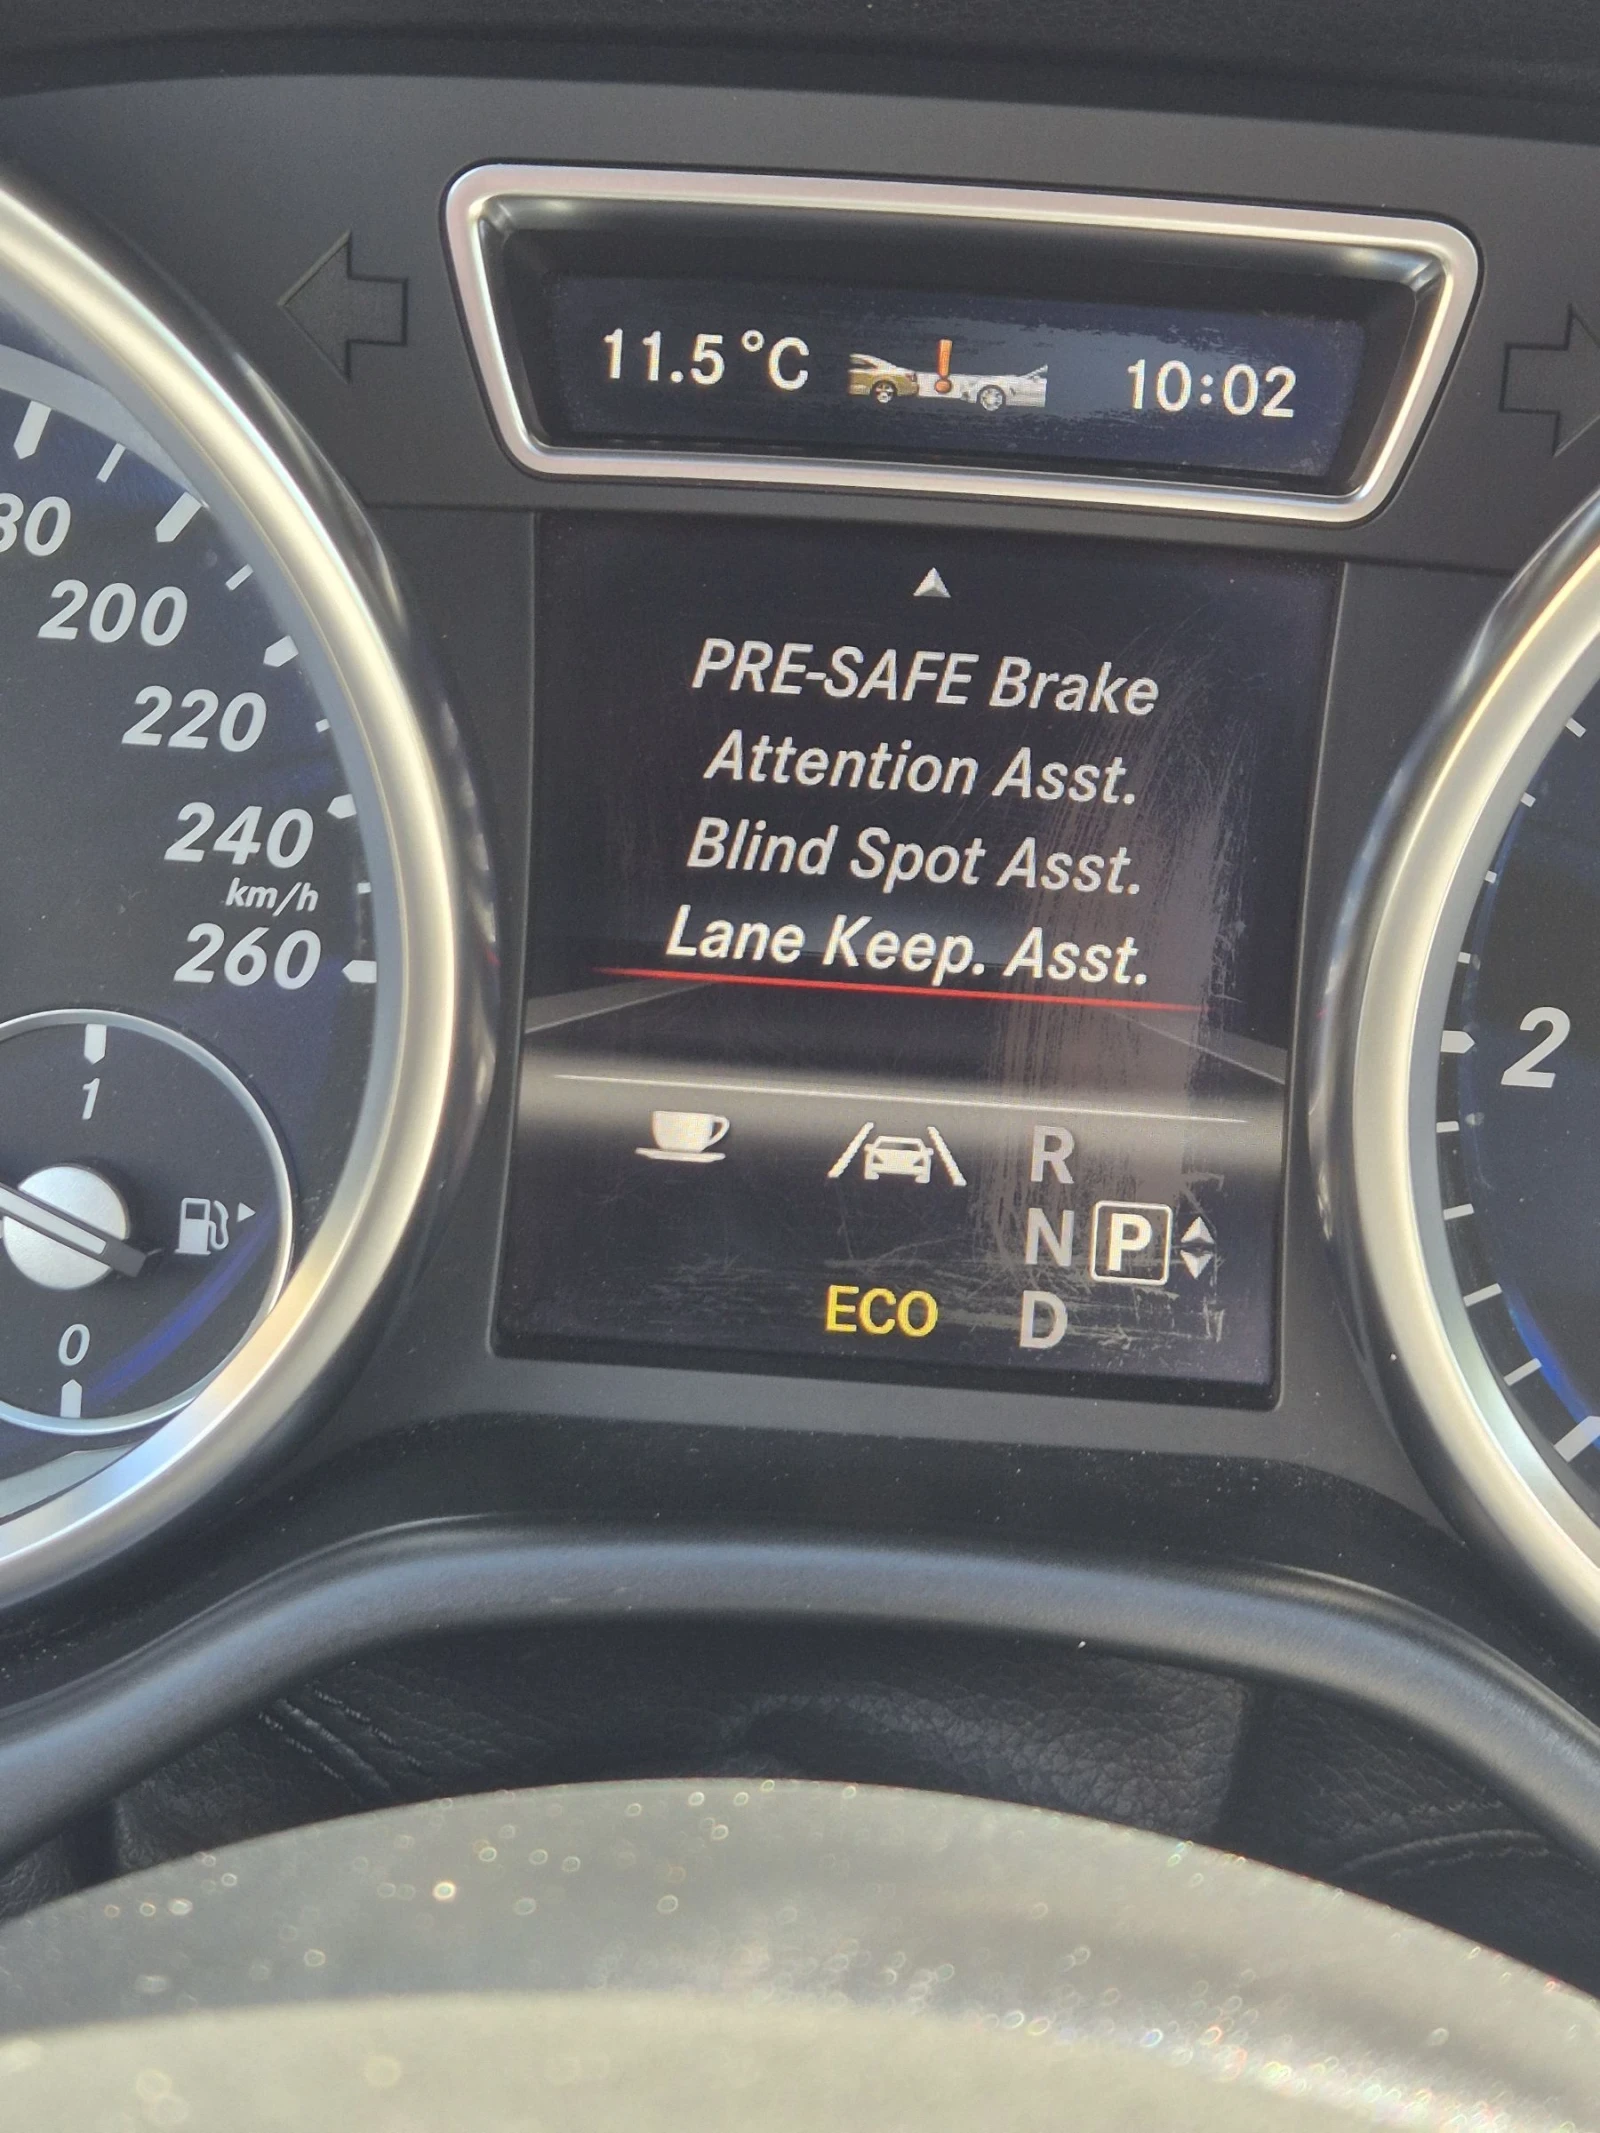 11.5°C 10:02
PRE-SAFE Brake
Attention Asst.
Blind Spot Asst.
Lane Keep. Asst.
R
N P
ECO D
200
220
240
km/h
260
1
0
2